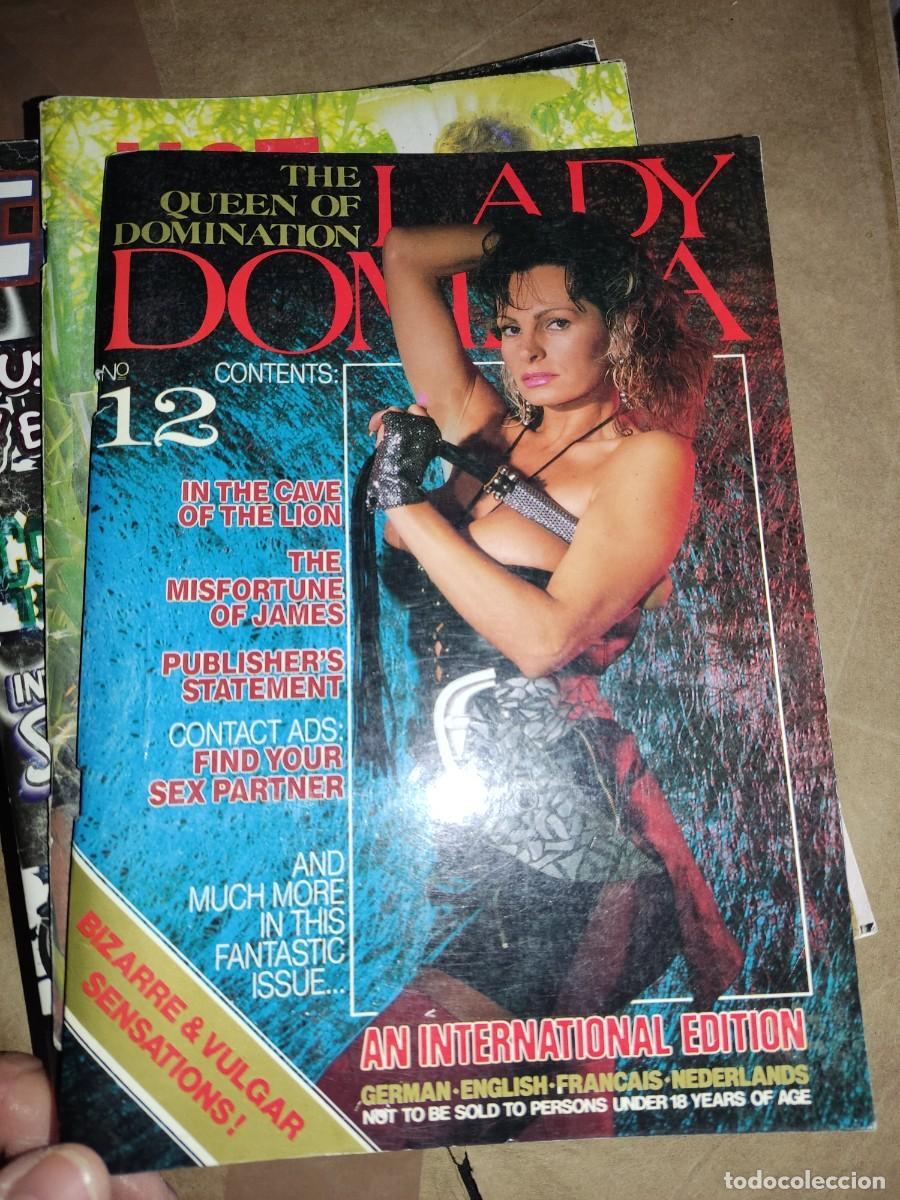 THE
QUEEN OF
DOMINATION
LADY
DOMINA
Nº
12
CONTENTS:
IN THE CAVE
OF THE LION
THE
MISFORTUNE
OF JAMES
PUBLISHER'S
STATEMENT
CONTACT ADS:
FIND YOUR
SEX PARTNER
AND
MUCH MORE
IN THIS
FANTASTIC
ISSUE...
BIZARRE & VULGAR
SENSATIONS!
AN INTERNATIONAL EDITION
GERMAN·ENGLISH·FRANCAIS·NEDERLANDS
NOT TO BE SOLD TO PERSONS UNDER 18 YEARS OF AGE
todocoleccion